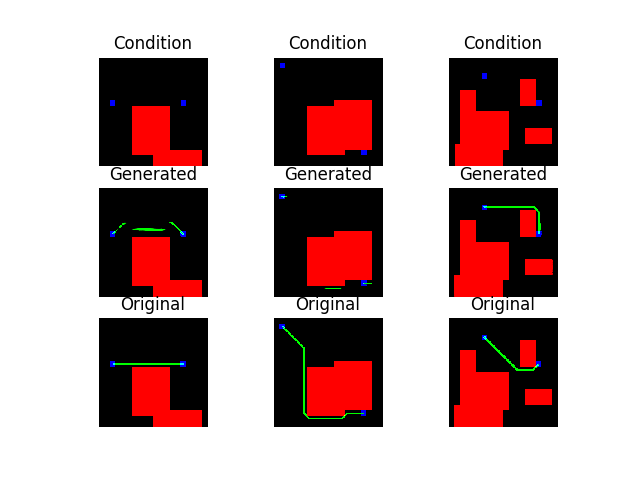 Condition Condition Condition
Generated Generated Generated
Original Original Original